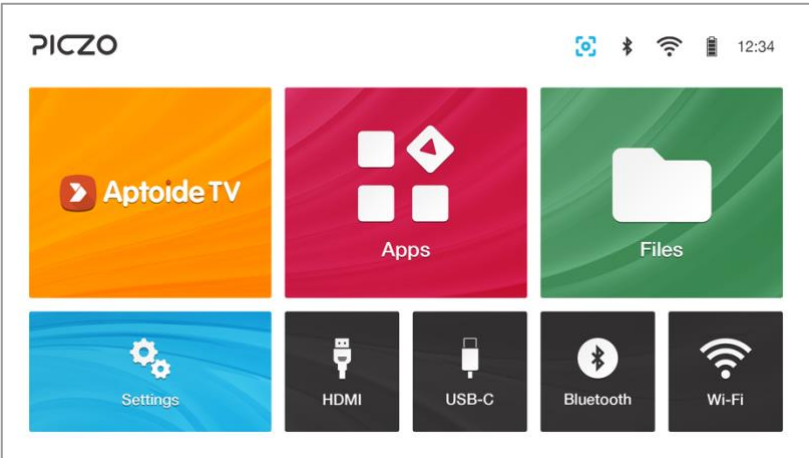 PICZO
12:34
Aptoide TV
Apps
Files
Settings
HDMI
USB-C
Bluetooth
Wi-Fi